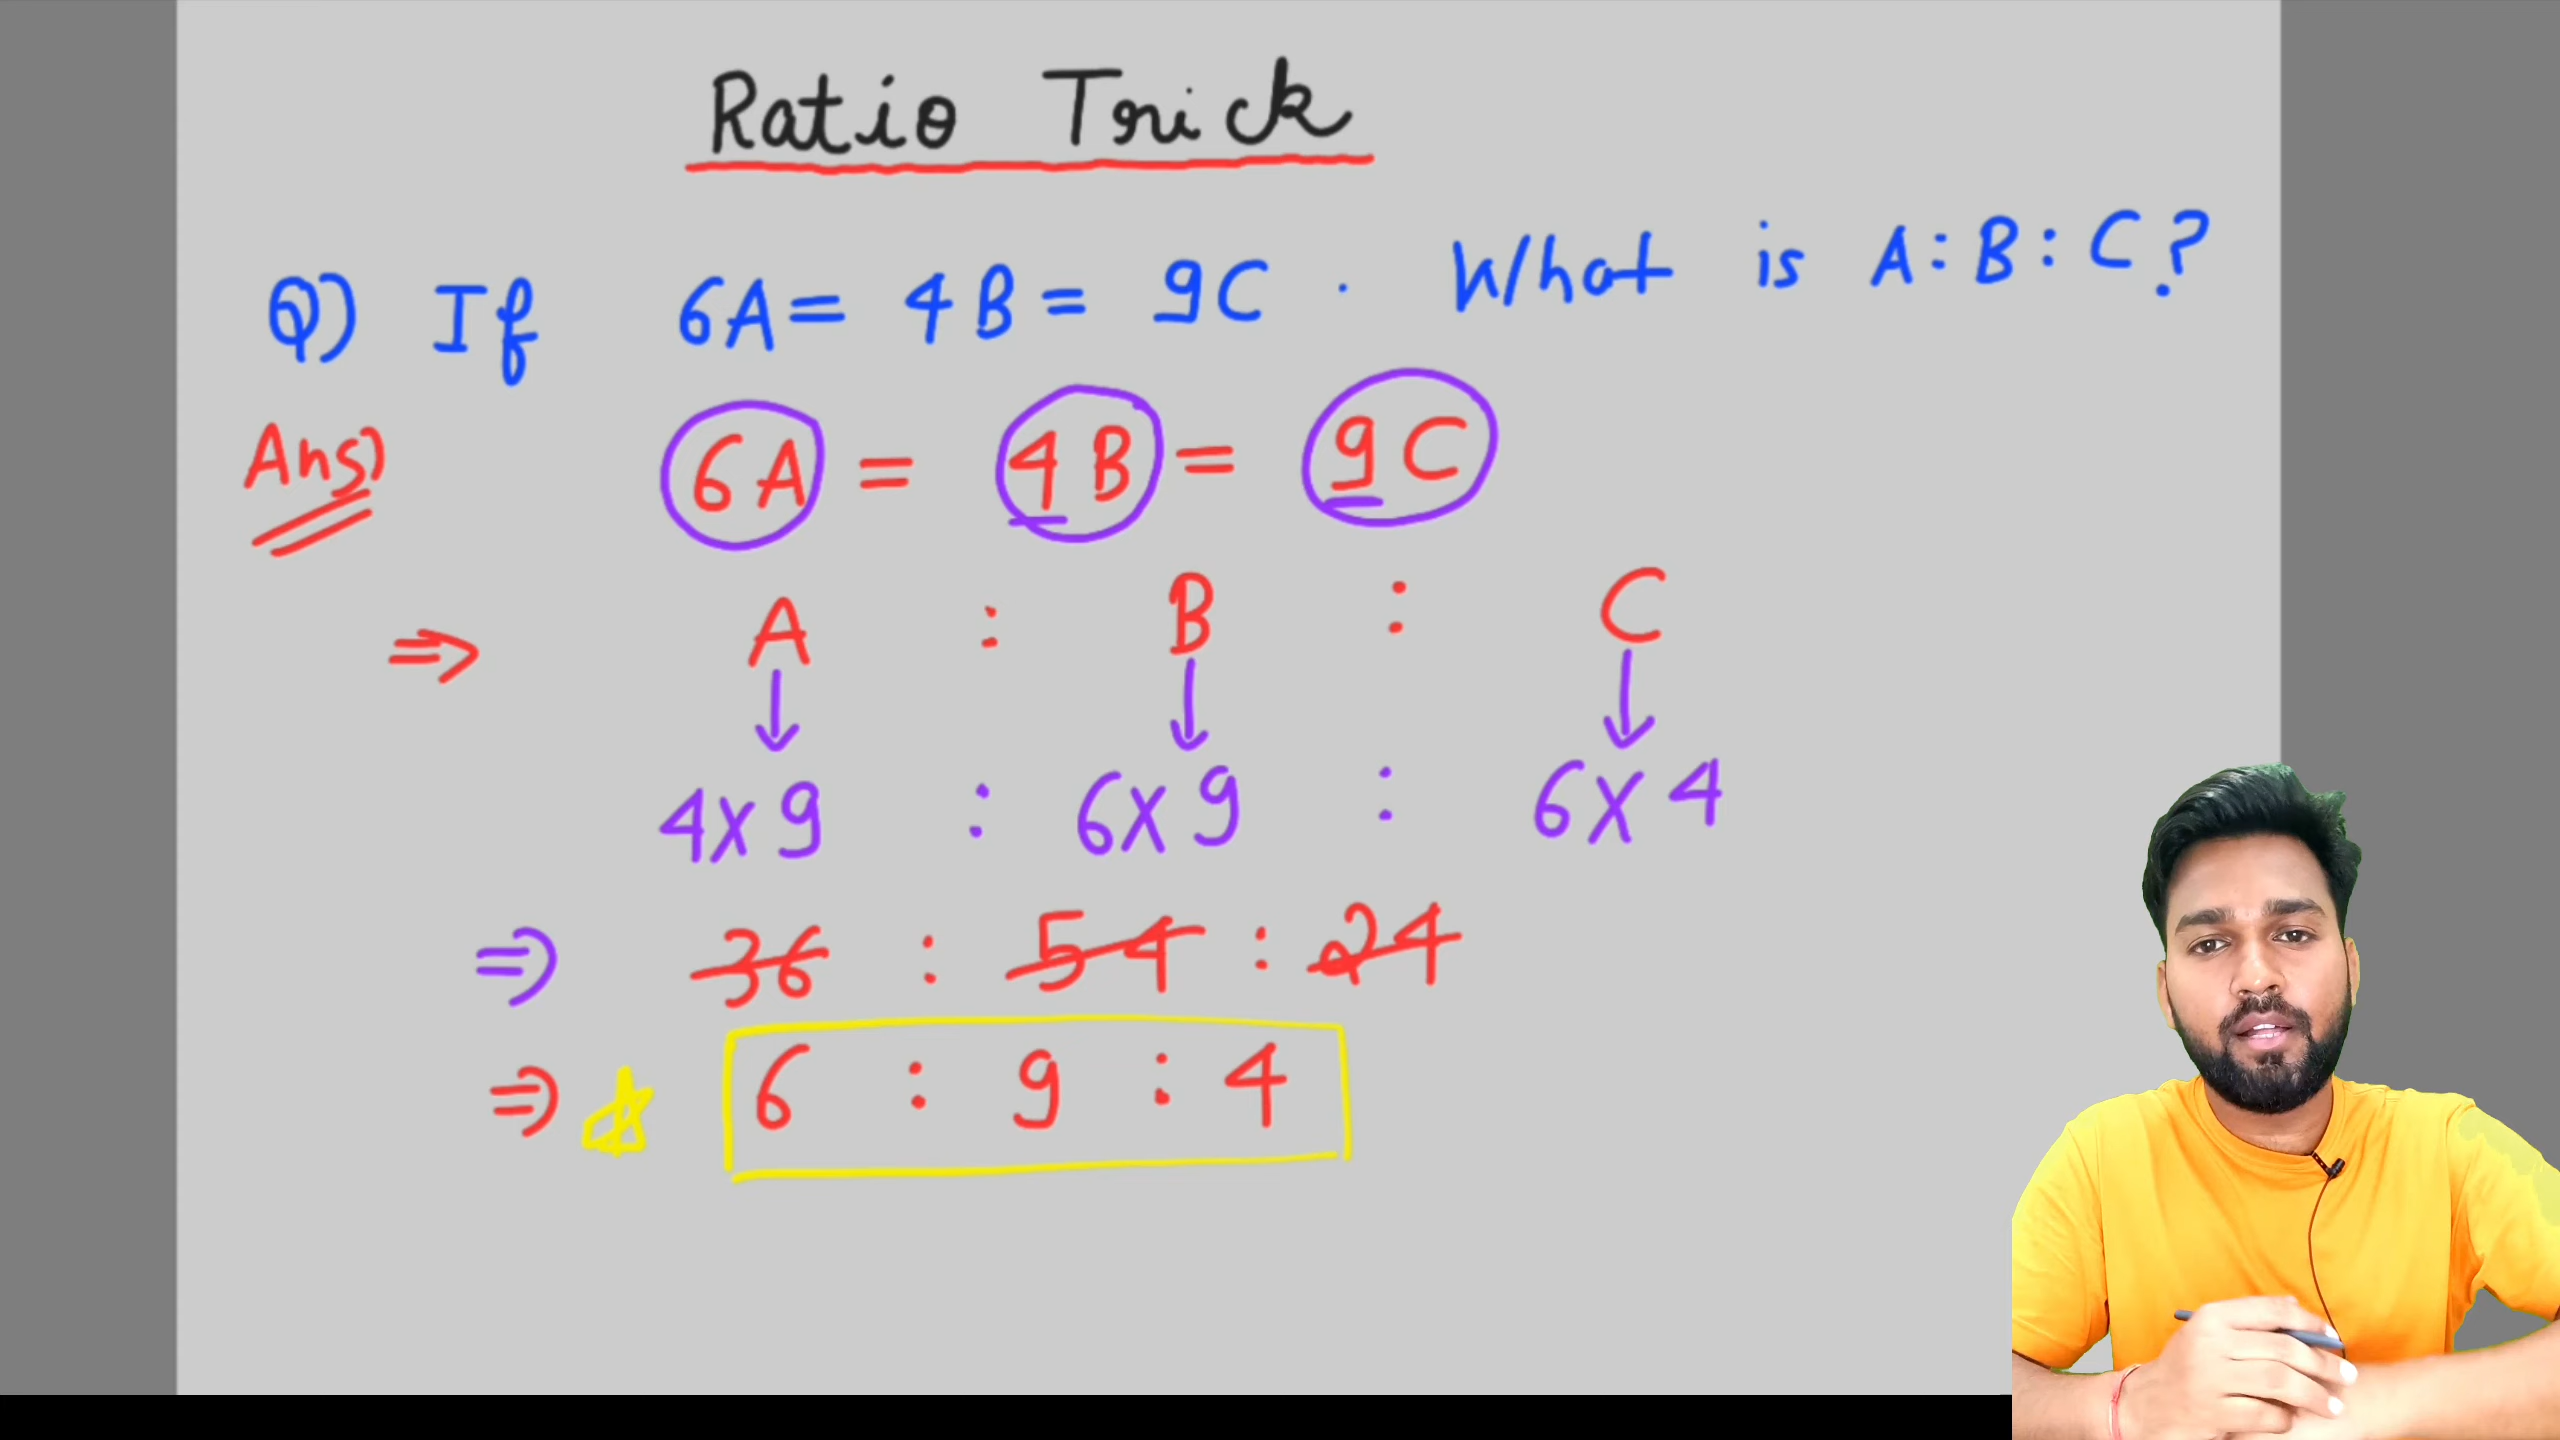 Ratio Trick
Q) If 6A = 4B = 9C . What is A:B:C?
Ans) 6A = 4B = 9C
⇒ A : B : C
↓ ↓ ↓
4x9 : 6x9 : 6x4
⇒ 36 : 54 : 24
⇒ 6 : 9 : 4